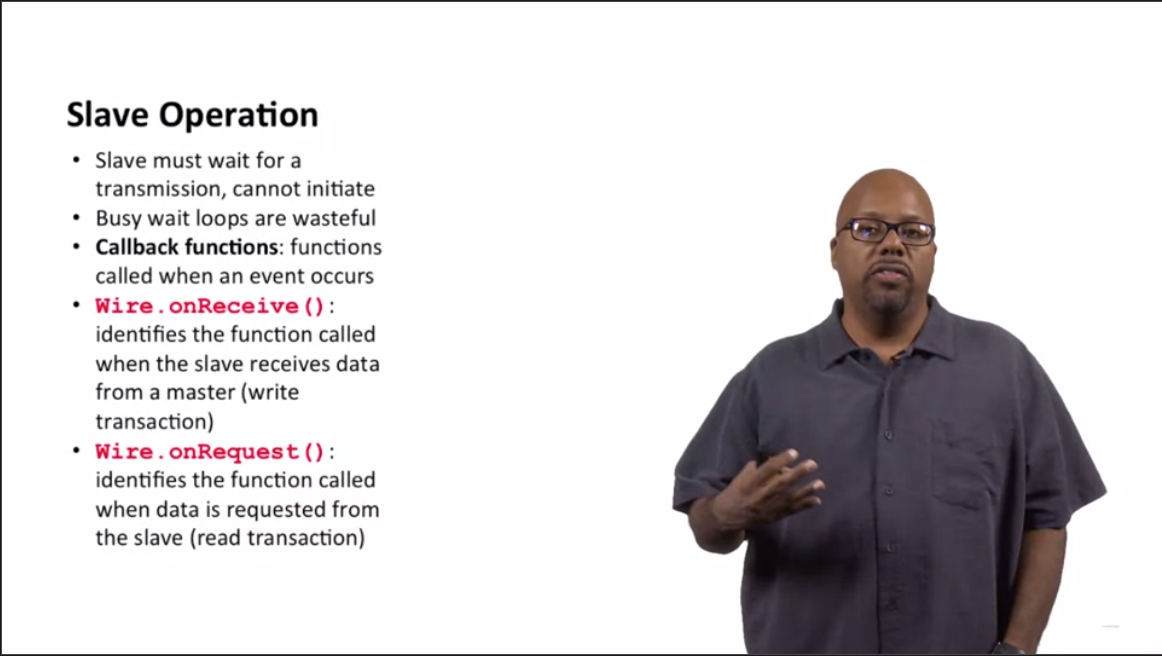 Slave Operation
• Slave must wait for a
transmission, cannot initiate
• Busy wait loops are wasteful
• Callback functions: functions
called when an event occurs
• Wire.onReceive():
identifies the function called
when the slave receives data
from a master (write
transaction)
• Wire.onRequest():
identifies the function called
when data is requested from
the slave (read transaction)